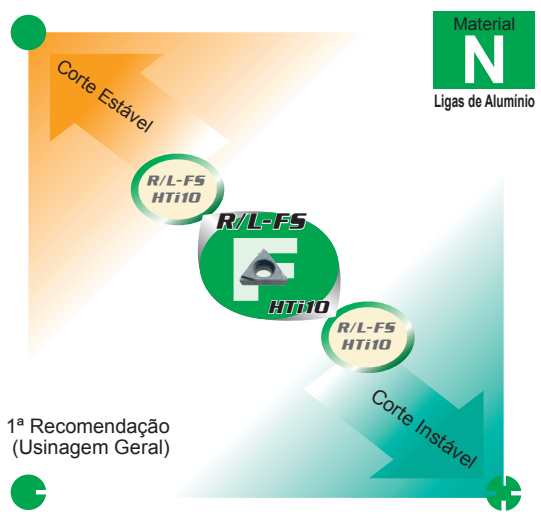 Material
N
Ligas de Alumínio
Corte Estável
R/L-FS
HTi10
R/L-FS
F
HTi10
R/L-FS
HTi10
Corte Instável
1ª Recomendação
(Usinagem Geral)